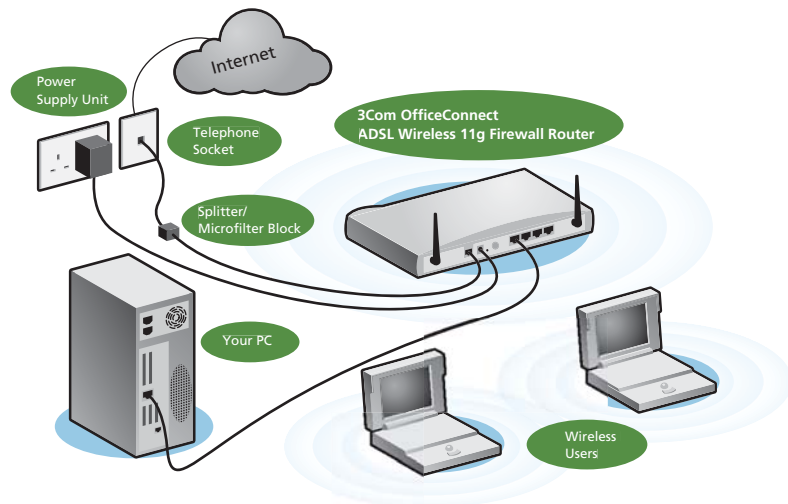 Internet
Power
Supply Unit
3Com OfficeConnect
ADSL Wireless 11g Firewall Router
Telephone
Socket
Splitter/
Microfilter Block
Your PC
Wireless
Users